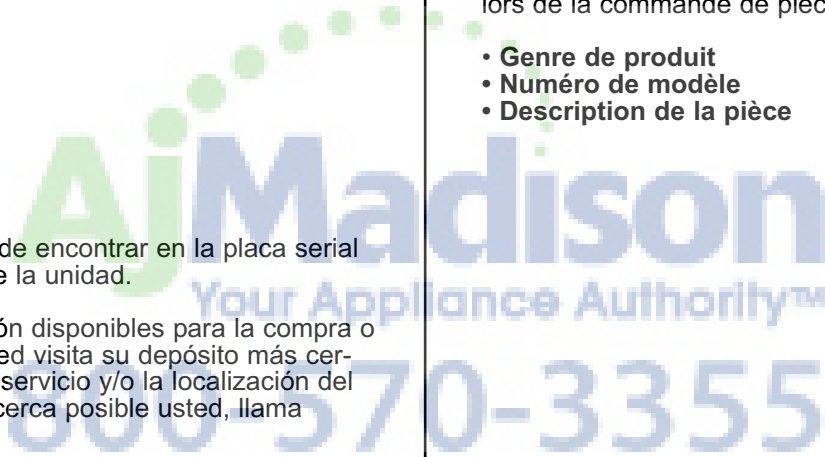 de encontrar en la placa serial
e la unidad.
ón disponibles para la compra o
ed visita su depósito más cer-
servicio y/o la localización del
cerca posible usted, llama
lors de la commande de pièc
• Genre de produit
• Numéro de modèle
• Description de la pièce
AjMadison
Your Appliance Authority™
800-570-3355